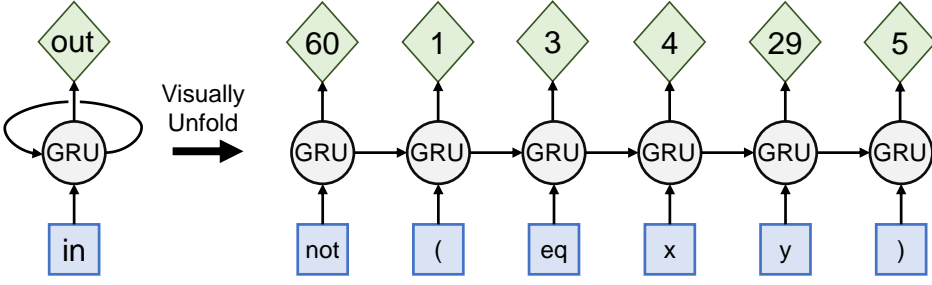 out
GRU
in
Visually
Unfold
60 1 3 4 29 5
GRU GRU GRU GRU GRU GRU
not ( eq x y )